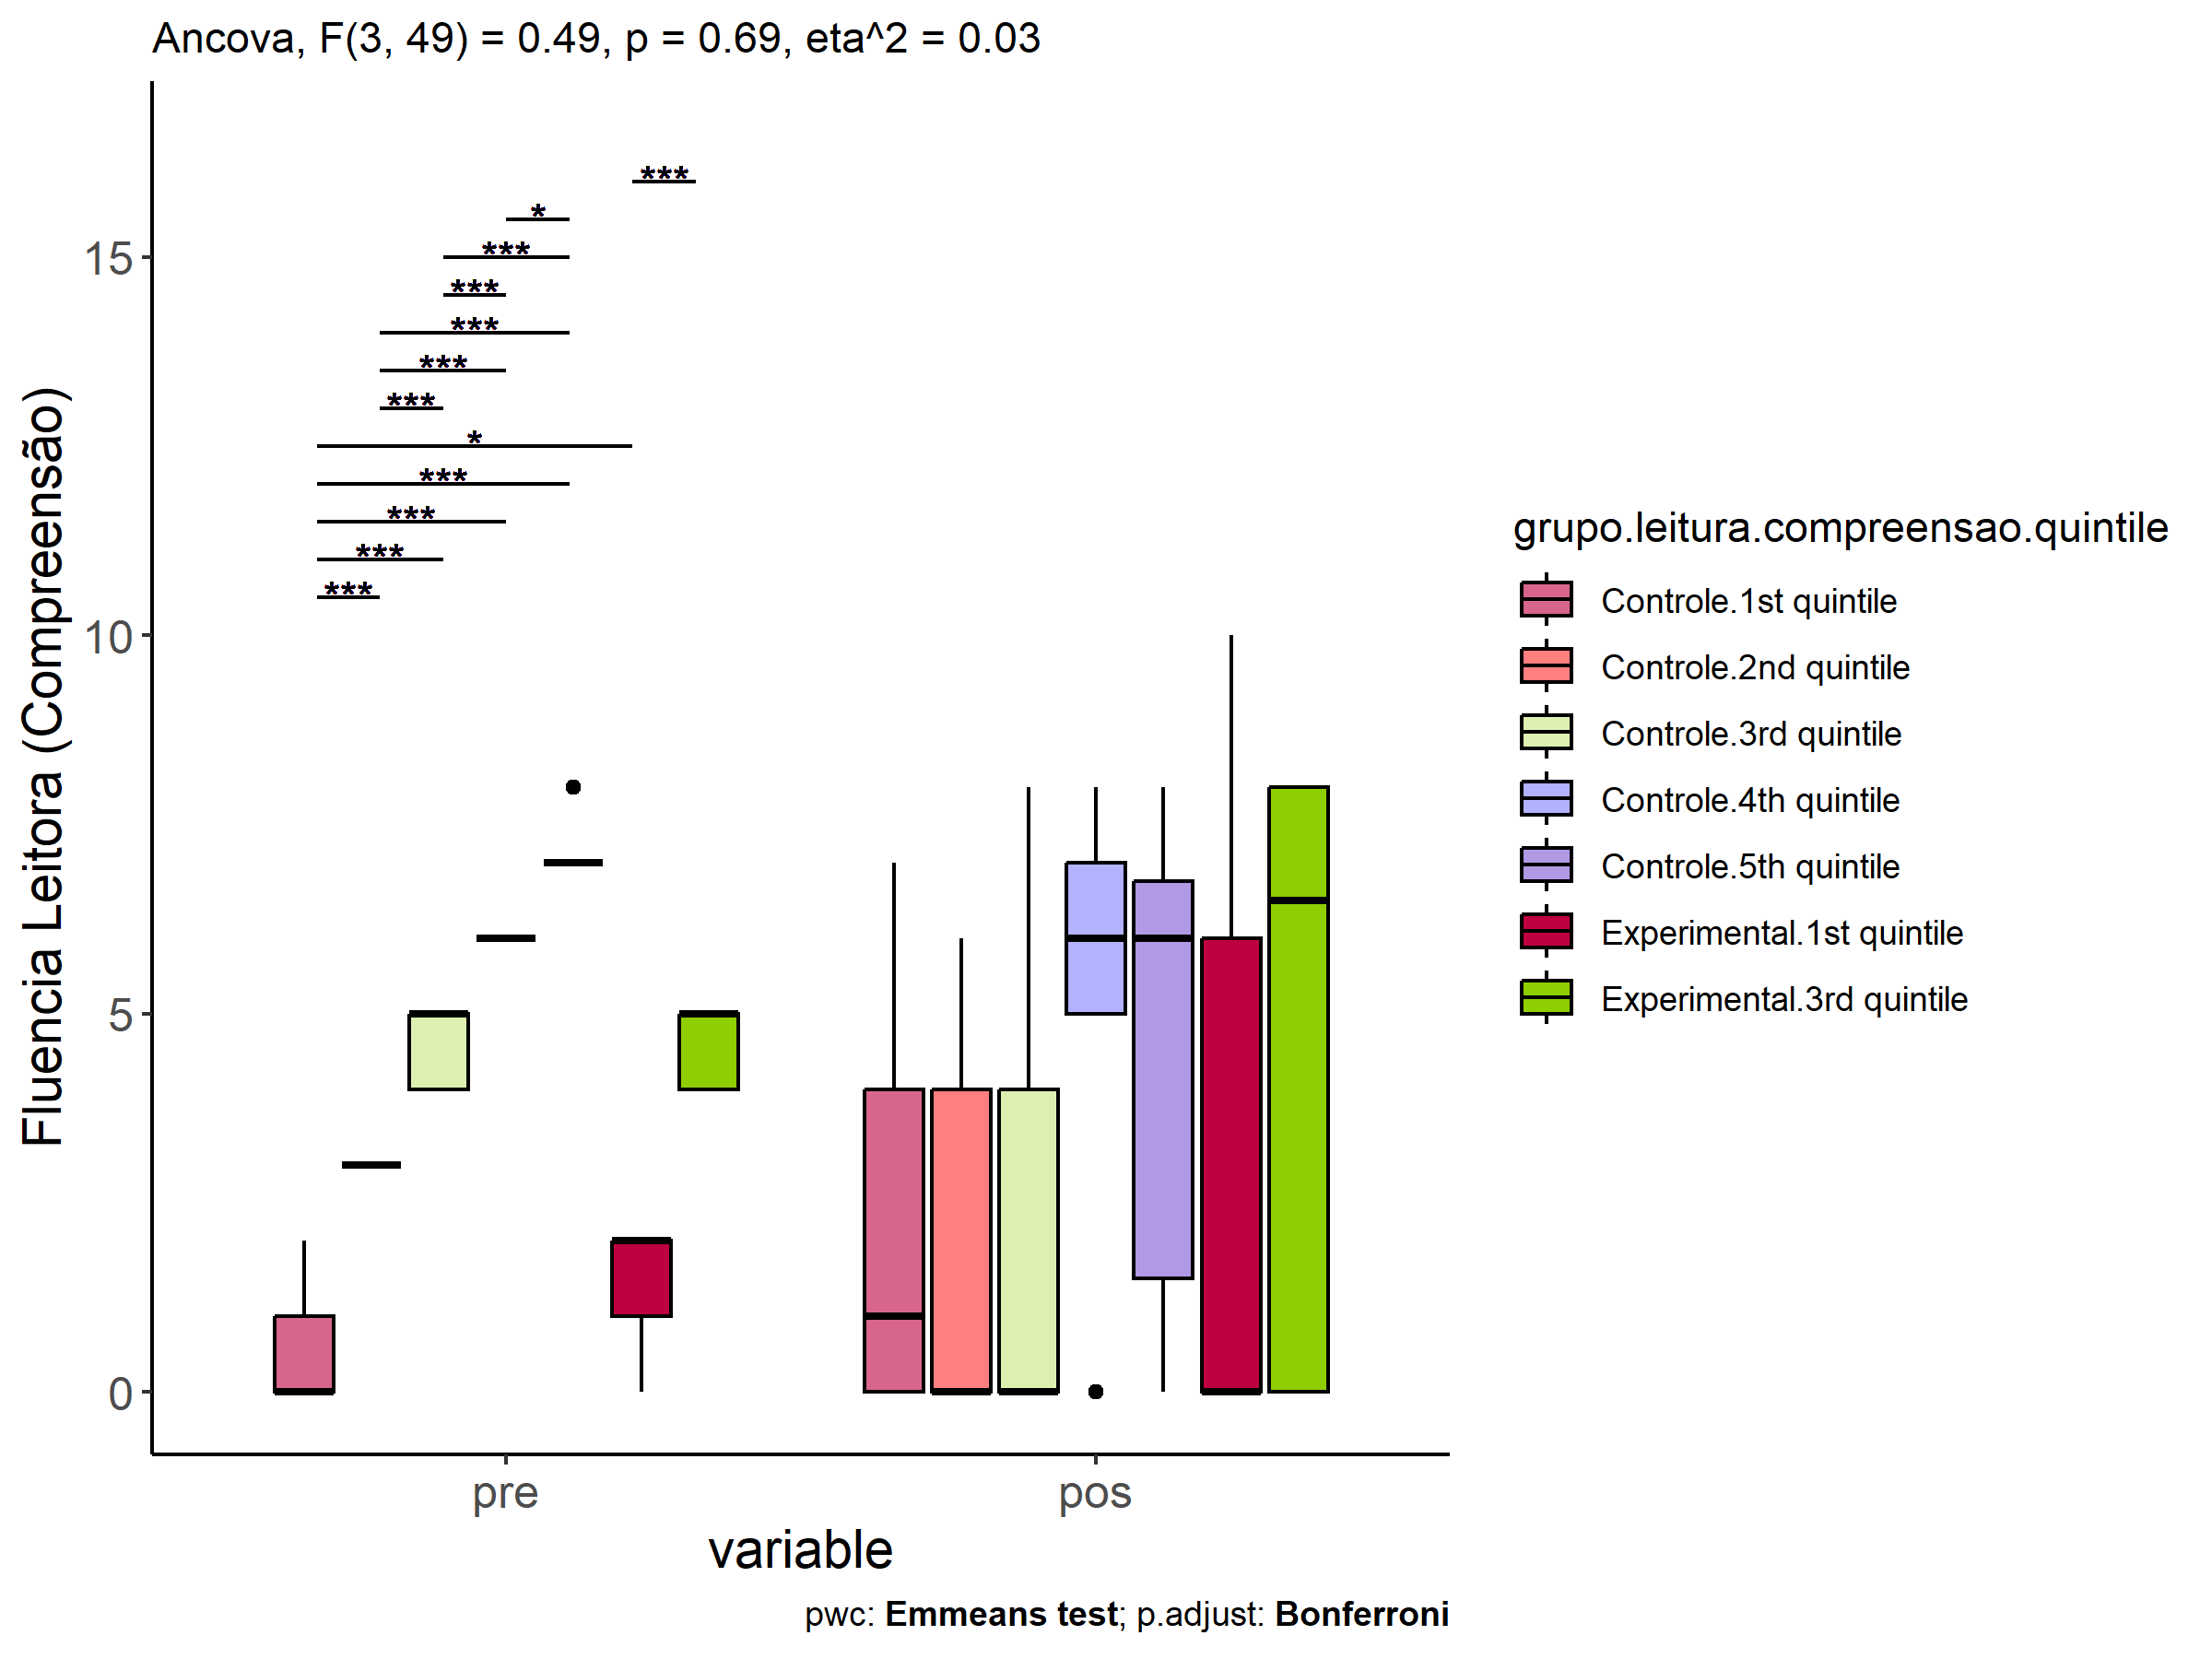 Ancova, F(3, 49) = 0.49, p = 0.69, eta^2 = 0.03
Fluencia Leitora (Compreensão)
15
10
5
0
***
*
***
***
***
***
***
*
***
***
***
***
pre
pos
variable
pwc: Emmeans test; p.adjust: Bonferroni
grupo.leitura.compreensao.quintile
Controle.1st quintile
Controle.2nd quintile
Controle.3rd quintile
Controle.4th quintile
Controle.5th quintile
Experimental.1st quintile
Experimental.3rd quintile